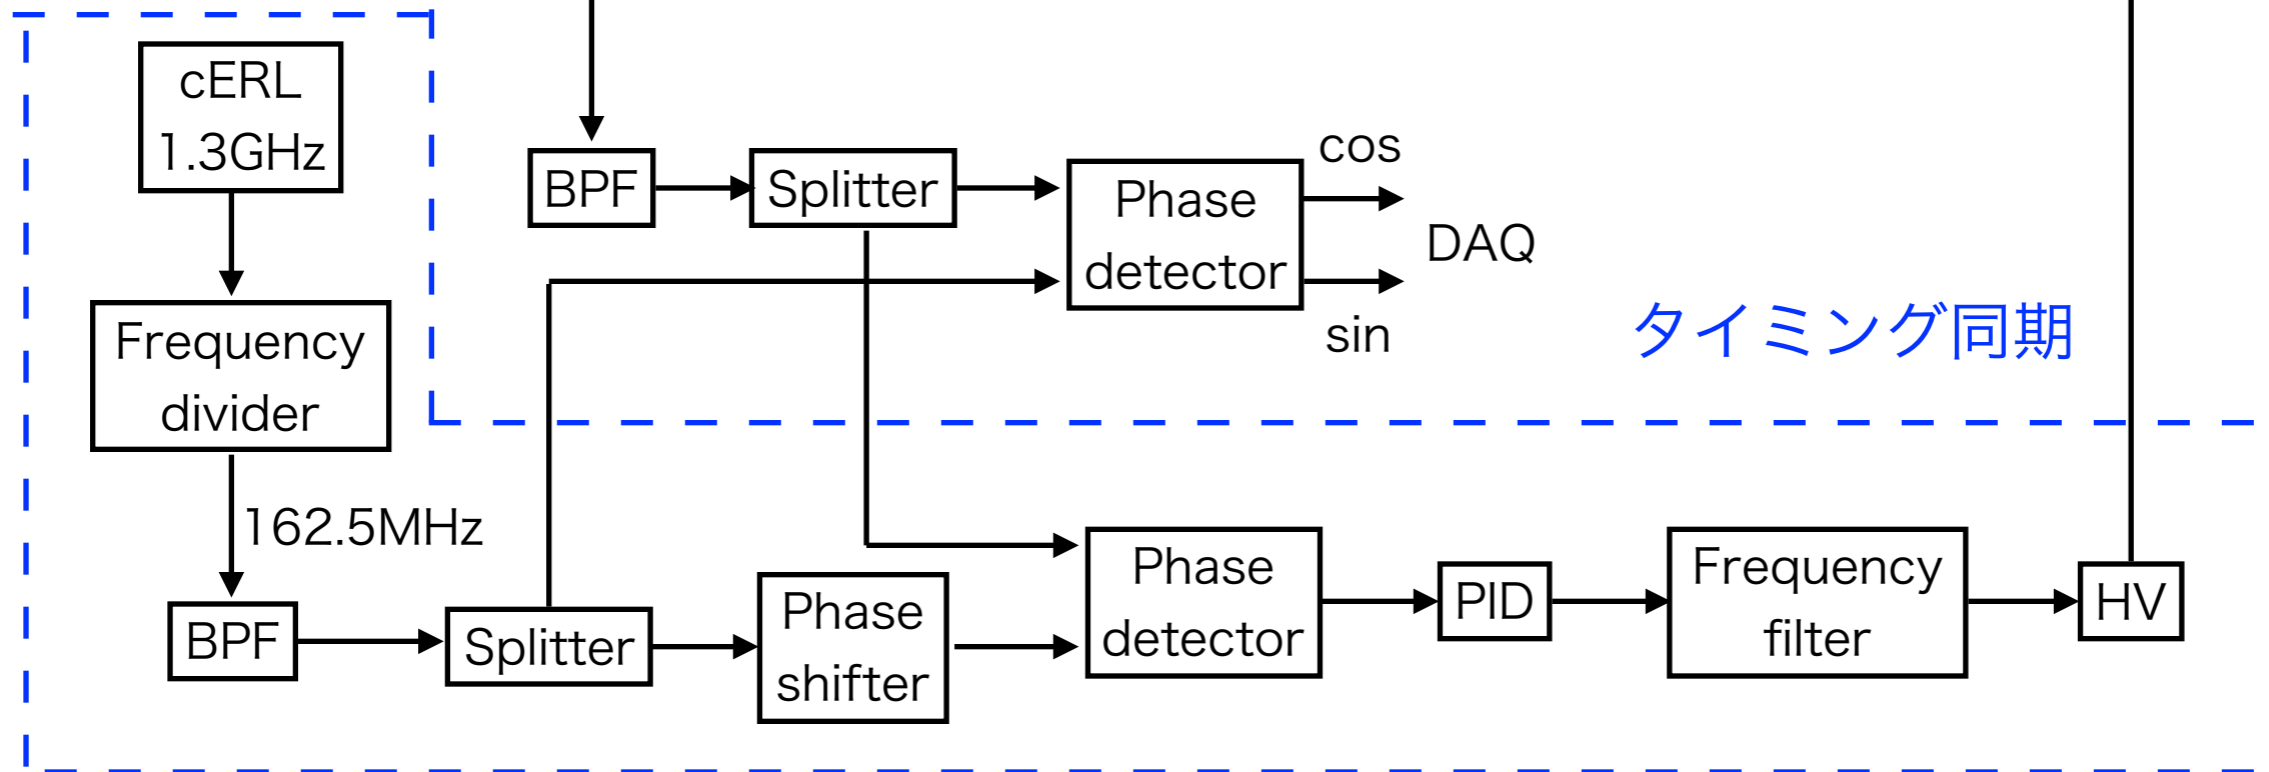 cERL
1.3GHz
Frequency
divider
162.5MHz
BPF
Splitter
Phase
shifter
BPF
Splitter
Phase
detector
cos
sin
DAQ
タイミング同期
Phase
detector
PID
Frequency
filter
HV